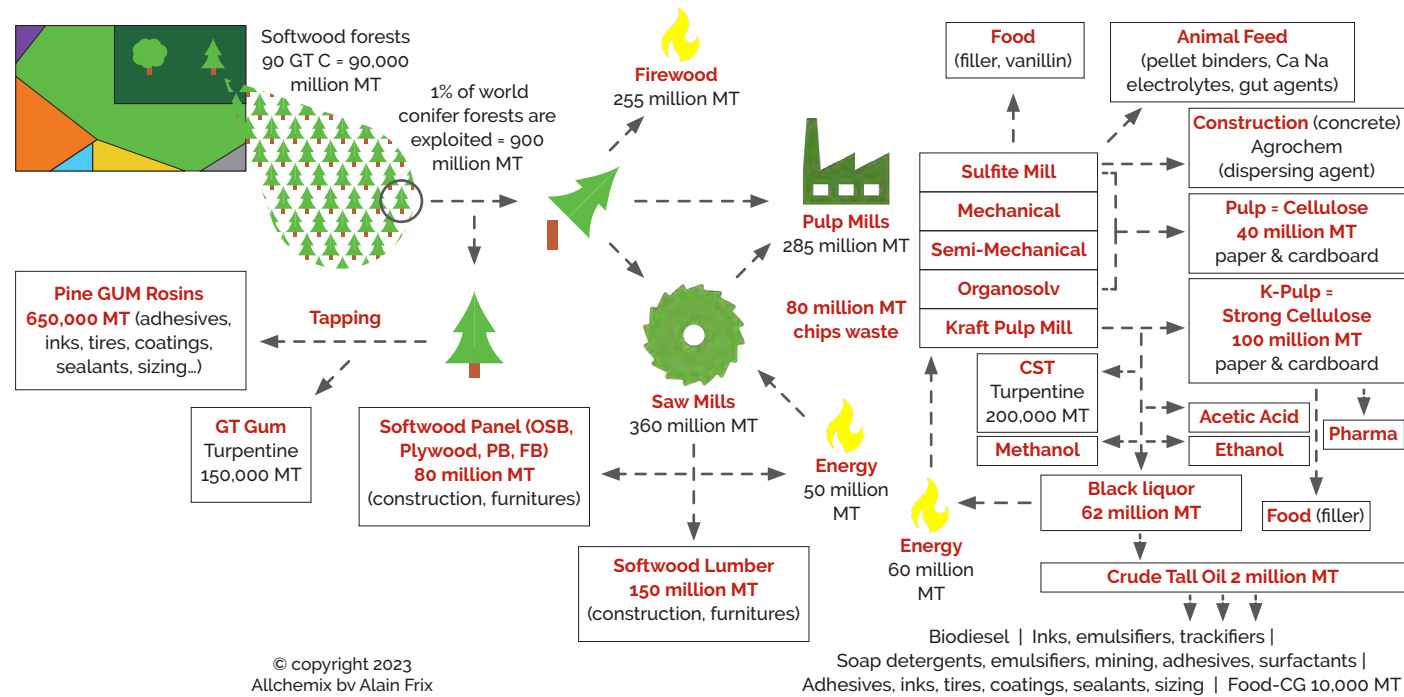 Softwood forests
90 GT C = 90,000
million MT
1% of world
conifer forests are
exploited = 900
million MT
Firewood
255 million MT
Food
(filler, vanillin)
Animal Feed
(pellet binders, Ca Na
electrolytes, gut agents)
Construction (concrete)
Agrochem
(dispersing agent)
Sulfite Mill
Mechanical
Semi-Mechanical
Organosolv
Kraft Pulp Mill
Pulp Mills
285 million MT
Pulp = Cellulose
40 million MT
paper & cardboard
80 million MT
chips waste
K-Pulp =
Strong Cellulose
100 million MT
paper & cardboard
Pine GUM Rosins
650,000 MT (adhesives,
inks, tires, coatings,
sealants, sizing...)
Tapping
GT Gum
Turpentine
150,000 MT
Softwood Panel (OSB,
Plywood, PB, FB)
80 million MT
(construction, furnitures)
Saw Mills
360 million MT
Energy
50 million
MT
Softwood Lumber
150 million MT
(construction, furnitures)
CST
Turpentine
200,000 MT
Acetic Acid
Methanol
Ethanol
Pharma
Black liquor
62 million MT
Food (filler)
Energy
60 million
MT
Crude Tall Oil 2 million MT
Biodiesel | Inks, emulsifiers, trackifiers |
Soap detergents, emulsifiers, mining, adhesives, surfactants |
Adhesives, inks, tires, coatings, sealants, sizing | Food-CG 10,000 MT
© copyright 2023
Allchemix by Alain Frix